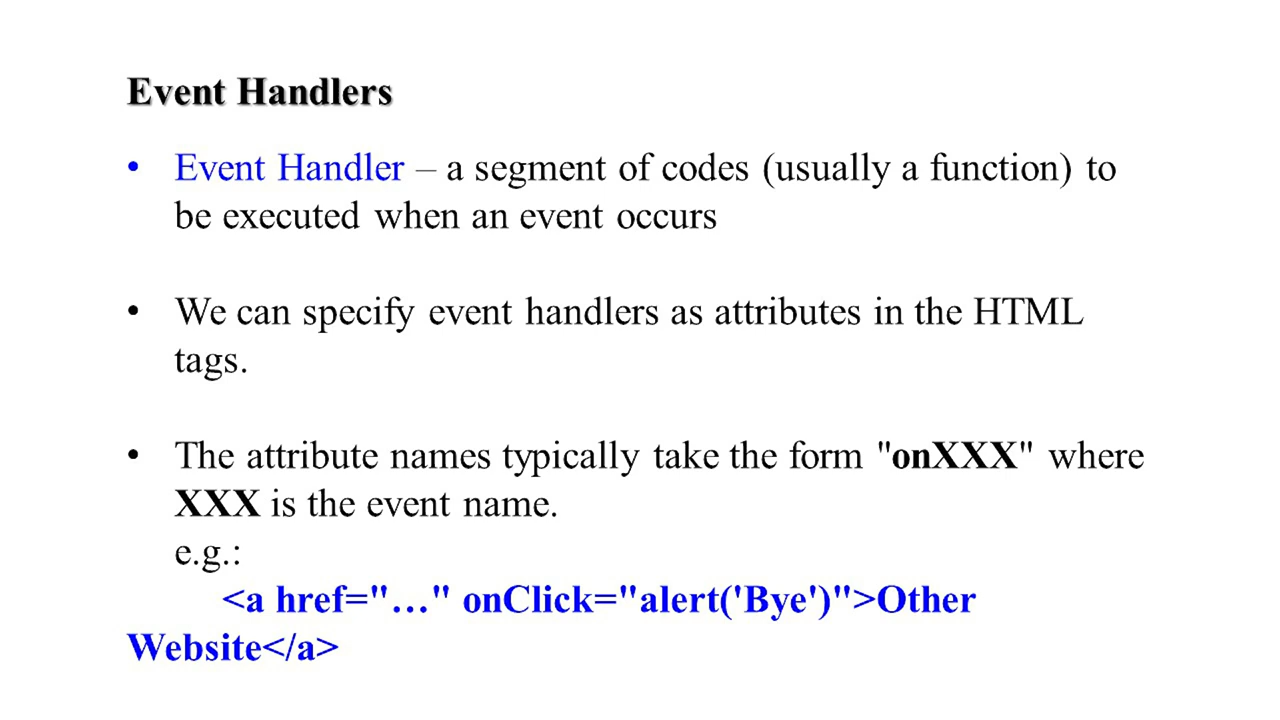 Event Handlers
• Event Handler – a segment of codes (usually a function) to
be executed when an event occurs
• We can specify event handlers as attributes in the HTML
tags.
• The attribute names typically take the form "onXXX" where
XXX is the event name.
e.g.:
<a href="…" onClick="alert('Bye')">Other
Website</a>